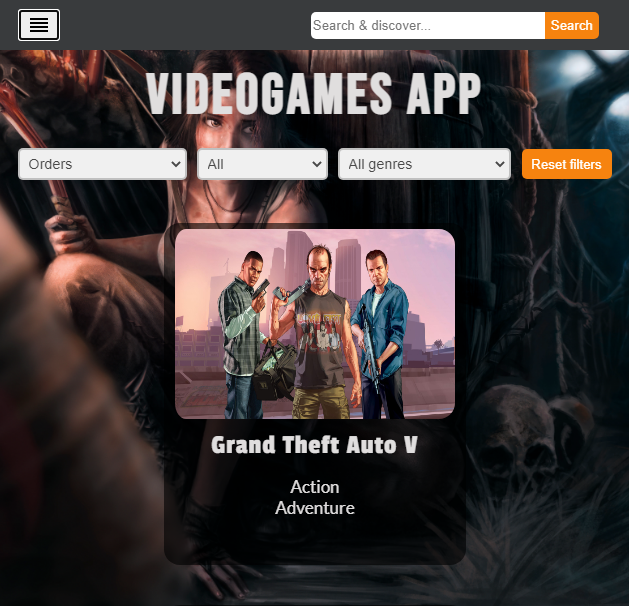 Search & discover...
Search
VIDEOGAMES APP
Orders
All
All genres
Reset filters
Grand Theft Auto V
Action
Adventure